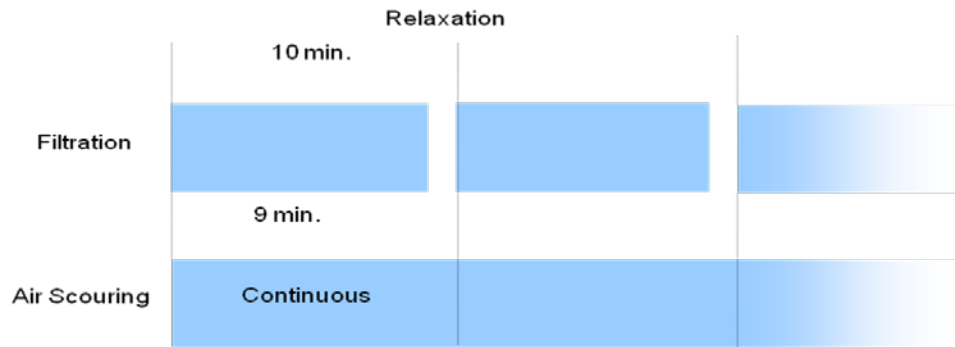 Relaxation
10 min.
Filtration
9 min.
Air Scouring
Continuous